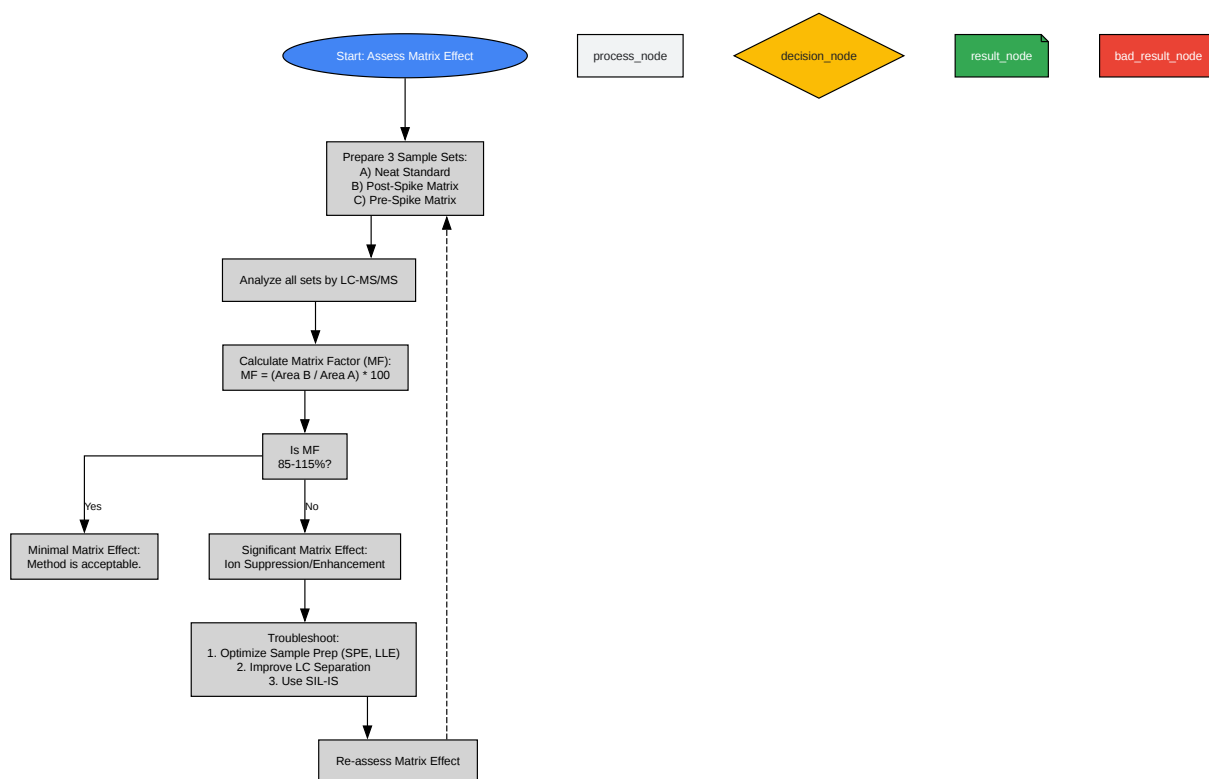 Start: Assess Matrix Effect
process_node
decision_node
result_node
bad_result_node
Prepare 3 Sample Sets:
A) Neat Standard
B) Post-Spike Matrix
C) Pre-Spike Matrix
Analyze all sets by LC-MS/MS
Calculate Matrix Factor (MF):
MF = (Area B / Area A) * 100
Is MF
85-115%?
Yes
No
Minimal Matrix Effect:
Method is acceptable.
Significant Matrix Effect:
Ion Suppression/Enhancement
Troubleshoot:
1. Optimize Sample Prep (SPE, LLE)
2. Improve LC Separation
3. Use SIL-IS
Re-assess Matrix Effect